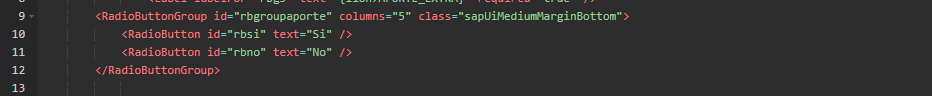 9 <RadioButtonGroup id="rbgroupaporte" columns="5" class="sapUiMediumMarginBottom">
10 <RadioButton id="rbsi" text="Si" />
11 <RadioButton id="rbno" text="No" />
12 </RadioButtonGroup>
13